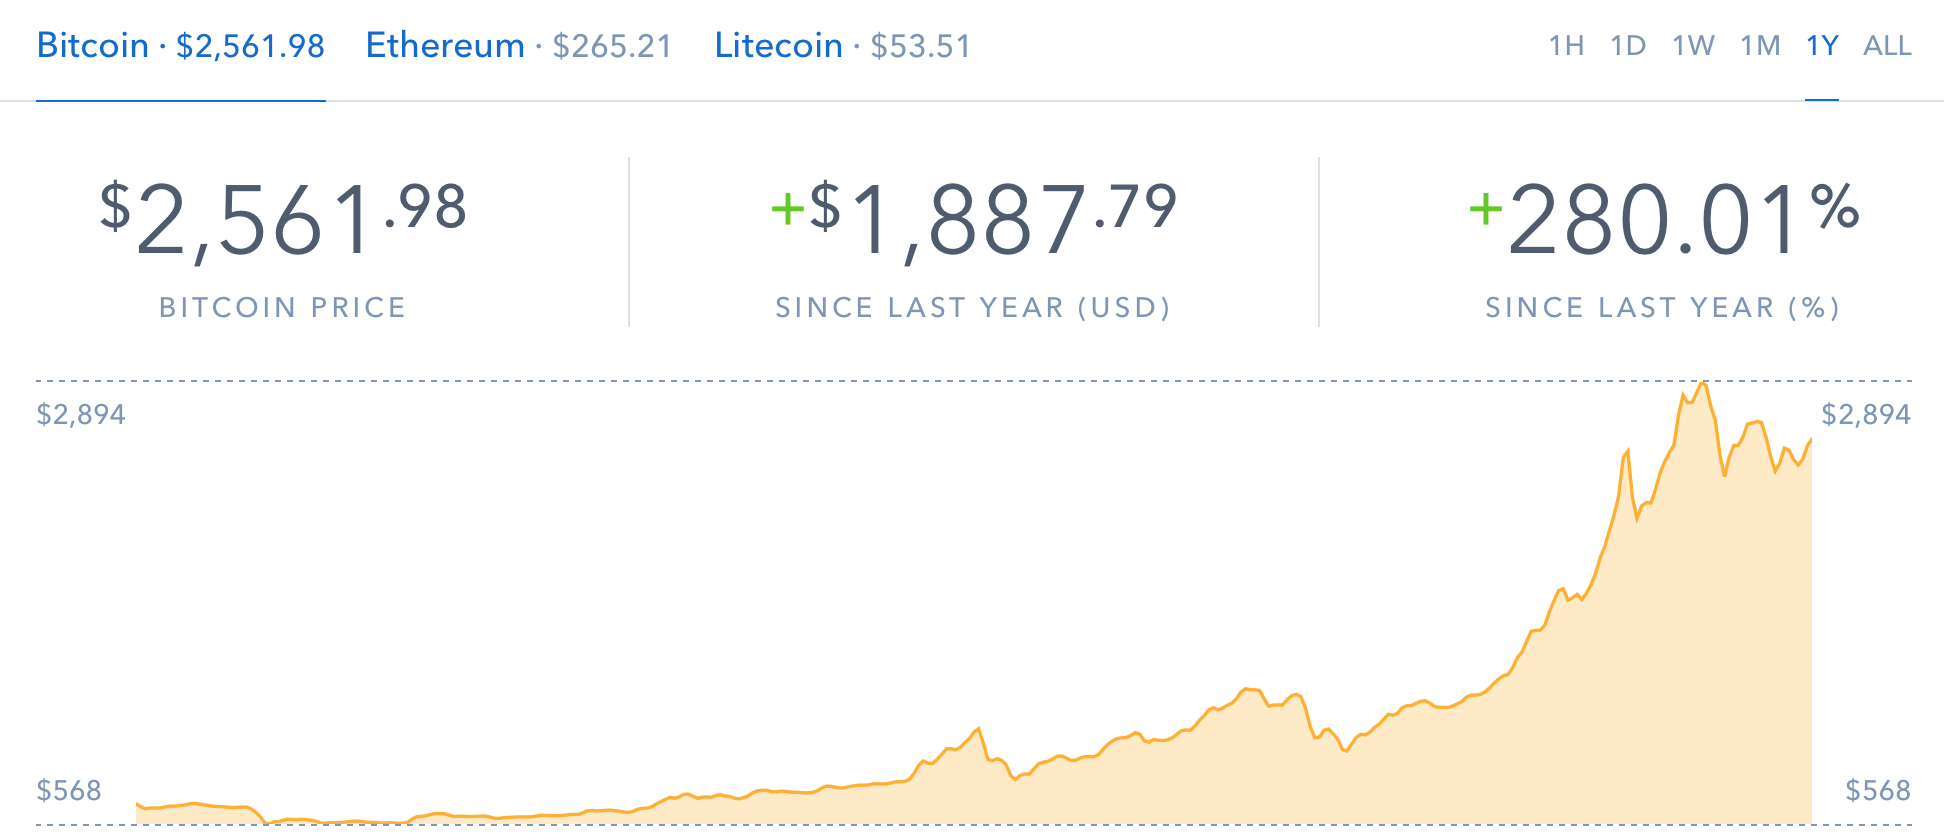 Bitcoin · $2,561.98 Ethereum · $265.21 Litecoin · $53.51 1H 1D 1W 1M 1Y ALL
$2,561.98 +$1,887.79 +280.01%
BITCOIN PRICE SINCE LAST YEAR (USD) SINCE LAST YEAR (%)
$2,894 $2,894
$568 $568